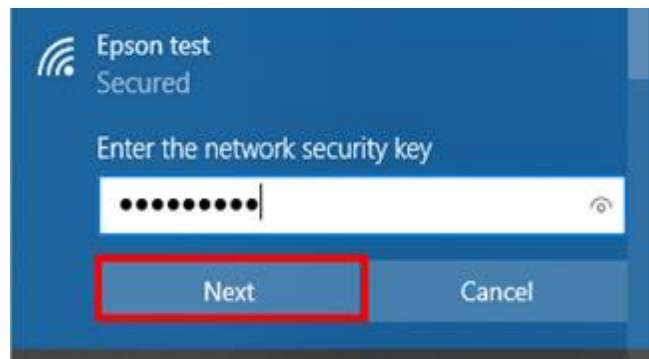 Epson test
Secured
Enter the network security key
●●●●●●●●●
Next Cancel